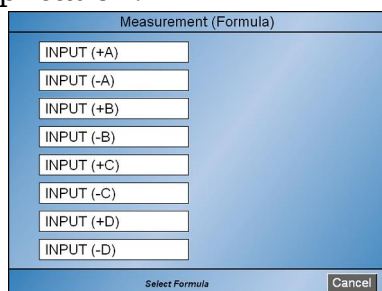 Measurement (Formula)
INPUT (+A)
INPUT (-A)
INPUT (+B)
INPUT (-B)
INPUT (+C)
INPUT (-C)
INPUT (+D)
INPUT (-D)
Select Formula
Cancel